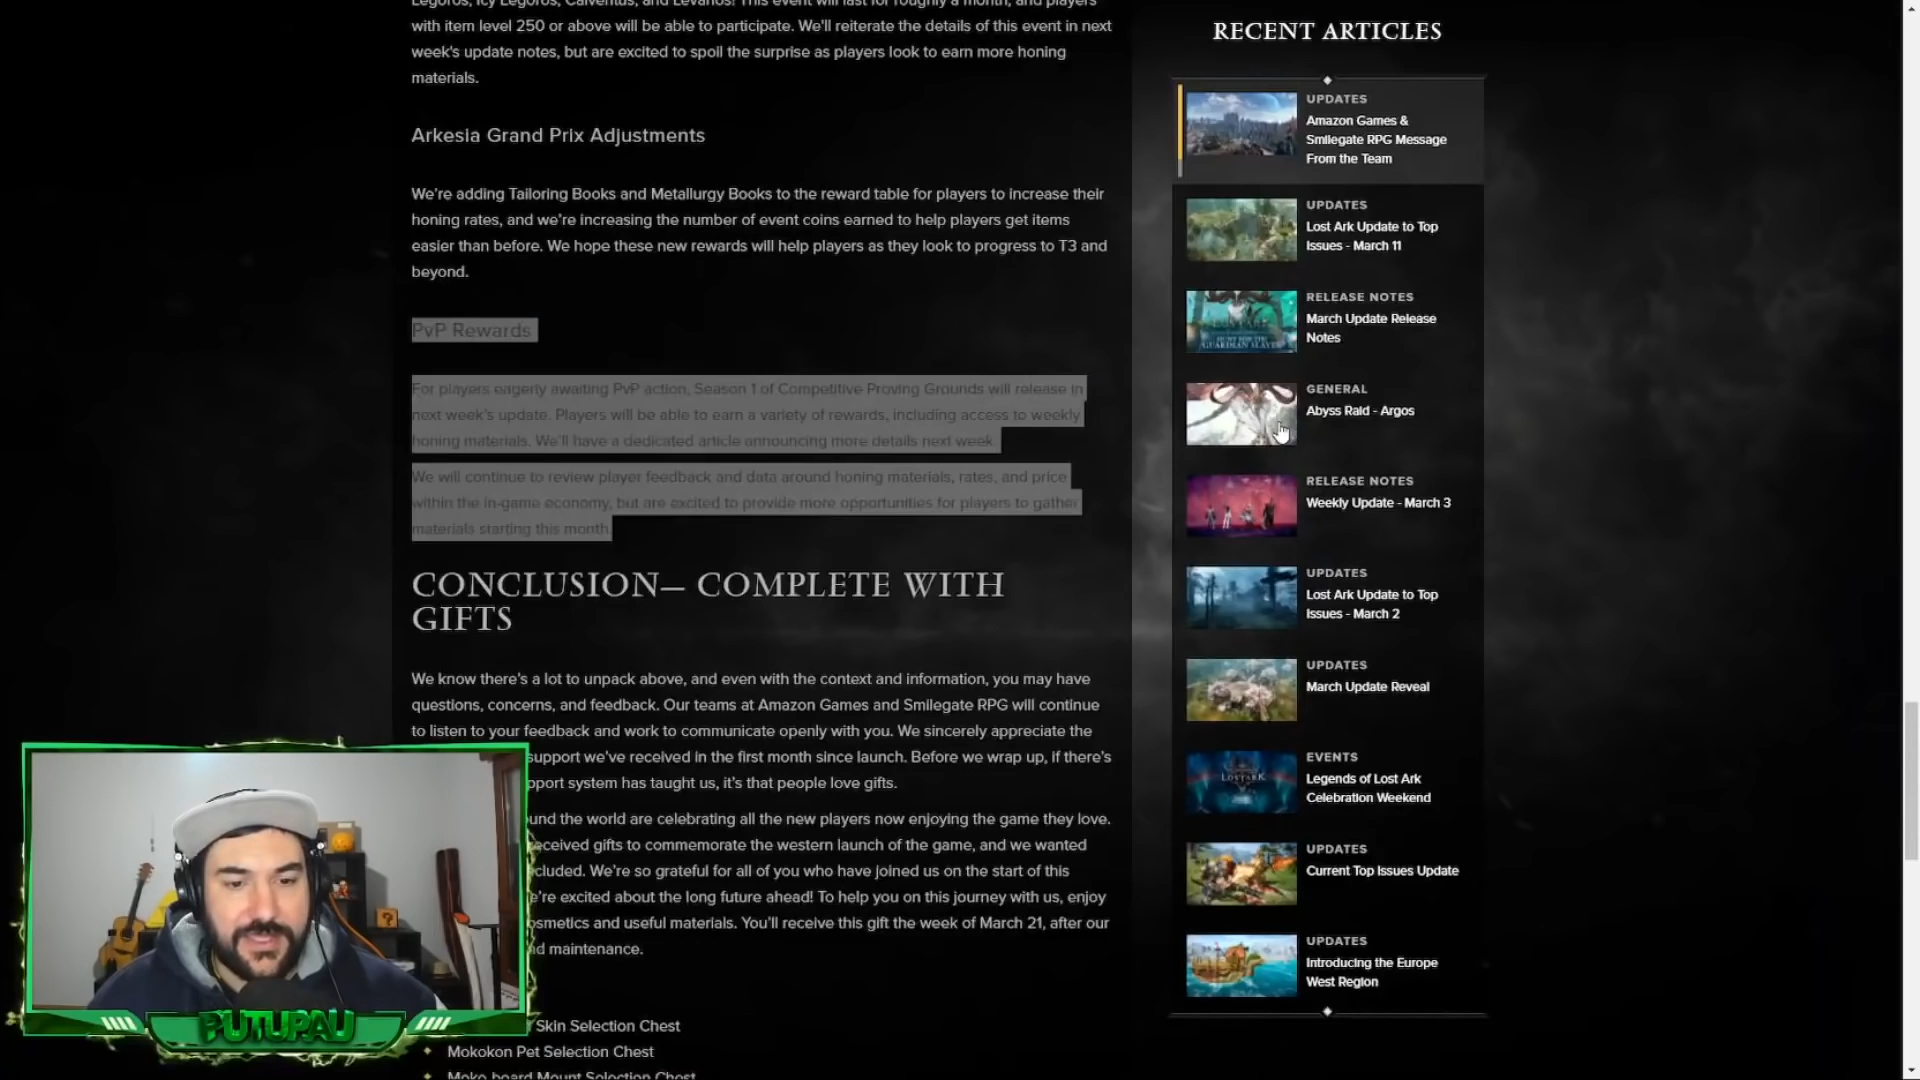 Legoros, Icy Legoros, Calventus, and Levanos! This event will last for roughly a month, and players
with item level 250 or above will be able to participate. We'll reiterate the details of this event in next
week's update notes, but are excited to spoil the surprise as players look to earn more honing
materials.
Arkesia Grand Prix Adjustments
We're adding Tailoring Books and Metallurgy Books to the reward table for players to increase their
honing rates, and we're increasing the number of event coins earned to help players get items
easier than before. We hope these new rewards will help players as they look to progress to T3 and
beyond.
PvP Rewards
For players eagerly awaiting PvP action, Season 1 of Competitive Proving Grounds will release in
next week's update. Players will be able to earn a variety of rewards, including access to weekly
honing materials. We'll have a dedicated article announcing more details next week.
We will continue to review player feedback and data around honing materials, rates, and price
within the in-game economy, but are excited to provide more opportunities for players to gather
materials starting this month.
CONCLUSION— COMPLETE WITH
GIFTS
We know there's a lot to unpack above, and even with the context and information, you may have
questions, concerns, and feedback. Our teams at Amazon Games and Smilegate RPG will continue
to listen to your feedback and work to communicate openly with you. We sincerely appreciate the
support we've received in the first month since launch. Before we wrap up, if there's
pport system has taught us, it's that people love gifts.
und the world are celebrating all the new players now enjoying the game they love.
eceived gifts to commemorate the western launch of the game, and we wanted
cluded. We're so grateful for all of you who have joined us on the start of this
e're excited about the long future ahead! To help you on this journey with us, enjoy
osmetics and useful materials. You'll receive this gift the week of March 21, after our
nd maintenance.
Skin Selection Chest
Mokokon Pet Selection Chest
Moko-board Mount Selection Chest
PUTUPAU
RECENT ARTICLES
UPDATES
Amazon Games &
Smilegate RPG Message
From the Team
UPDATES
Lost Ark Update to Top
Issues - March 11
RELEASE NOTES
March Update Release
Notes
GENERAL
Abyss Raid - Argos
RELEASE NOTES
Weekly Update - March 3
UPDATES
Lost Ark Update to Top
Issues - March 2
UPDATES
March Update Reveal
EVENTS
Legends of Lost Ark
Celebration Weekend
UPDATES
Current Top Issues Update
UPDATES
Introducing the Europe
West Region